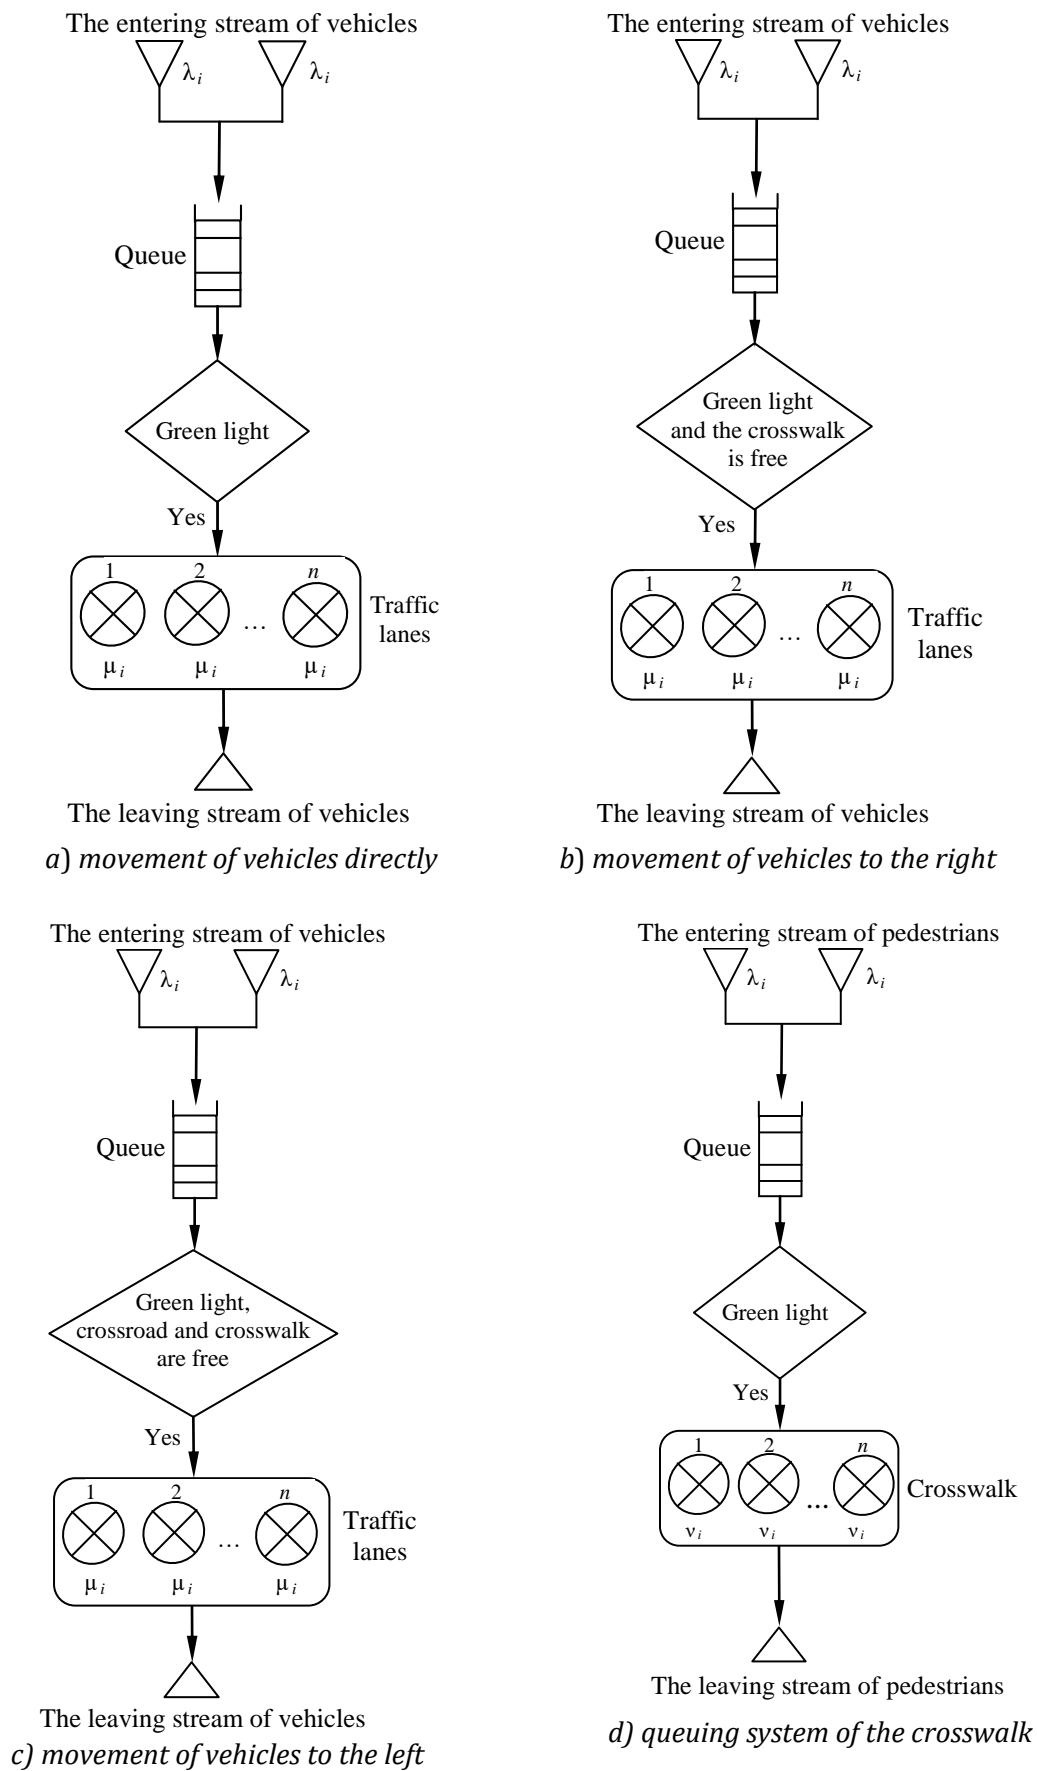 The entering stream of vehicles
λi λi
Queue
Green light
Yes
1 2 n
...
Traffic
lanes
μi μi μi
The leaving stream of vehicles
a) movement of vehicles directly
The entering stream of vehicles
λi λi
Queue
Green light
and the crosswalk
is free
Yes
1 2 n
...
Traffic
lanes
μi μi μi
The leaving stream of vehicles
b) movement of vehicles to the right
The entering stream of vehicles
λi λi
Queue
Green light,
crossroad and crosswalk
are free
Yes
1 2 n
...
Traffic
lanes
μi μi μi
The leaving stream of vehicles
c) movement of vehicles to the left
The entering stream of pedestrians
λi λi
Queue
Green light
Yes
1 2 n
...
Crosswalk
νi νi νi
The leaving stream of pedestrians
d) queuing system of the crosswalk